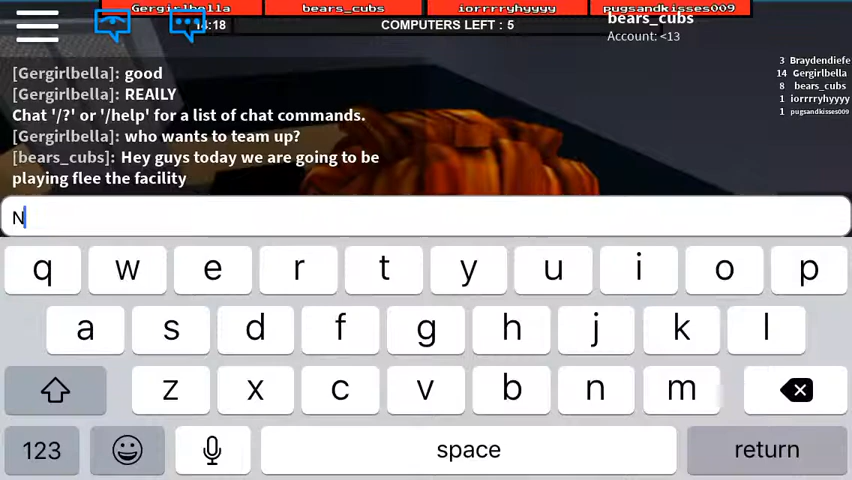 Gergirlbella bears_cubs iorrrryhyyyy pugsandkisses009
:18 COMPUTERS LEFT : 5 bears_cubs
Account: <13
3 Braydendiefe
14 Gergirlbella
8 bears_cubs
1 iorrrryhyyyy
1 pugsandkisses009
[Gergirlbella]: good
[Gergirlbella]: REAlLY
Chat '/?' or '/help' for a list of chat commands.
[Gergirlbella]: who wants to team up?
[bears_cubs]: Hey guys today we are going to be
playing flee the facility
N
q w e r t y u i o p
a s d f g h j k l
z x c v b n m
123 space return